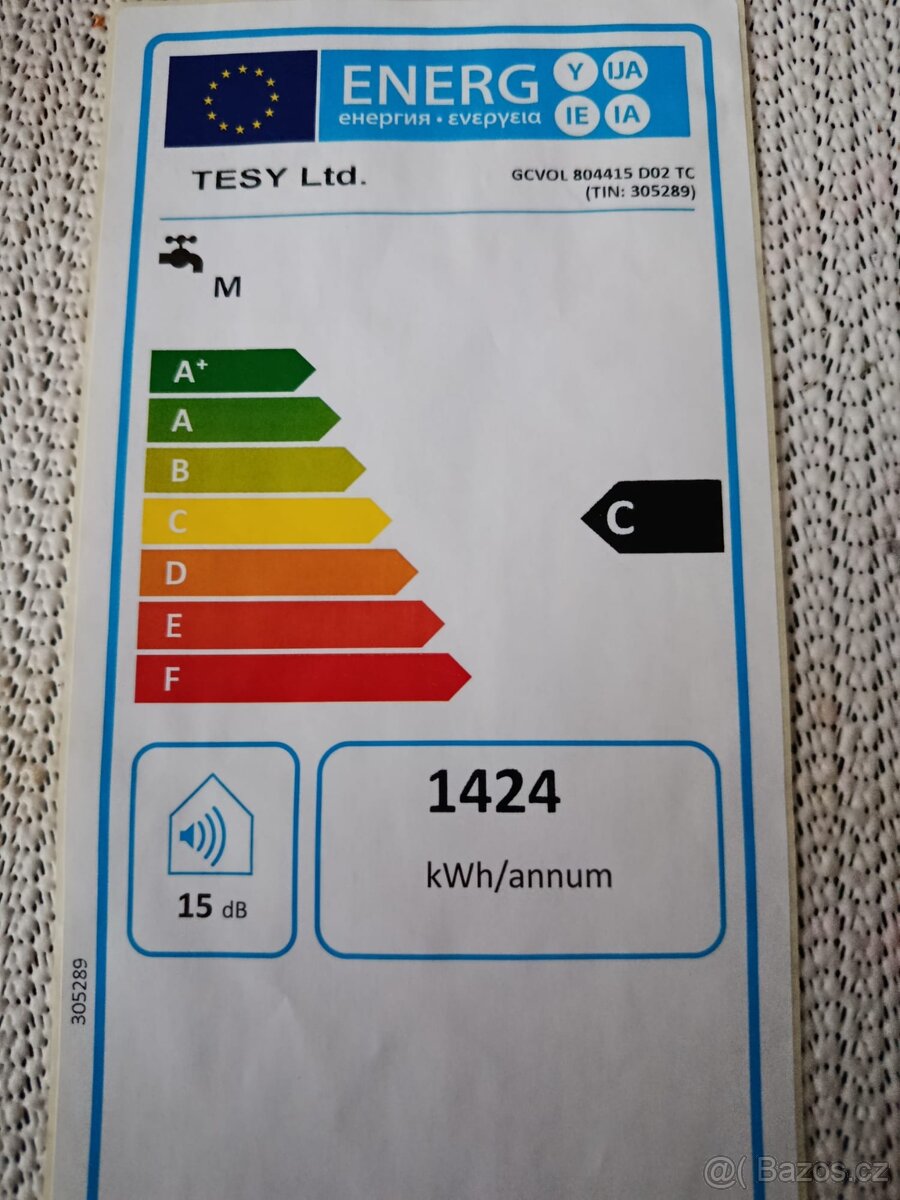 ENERG Y IJA
енергия · ενεργεια IE IA
TESY Ltd.
GCVOL 804415 D02 TC
(TIN: 305289)
M
A+
A
B
C
C
D
E
F
1424
kWh/annum
15 dB
305289
@( Bazos.cz